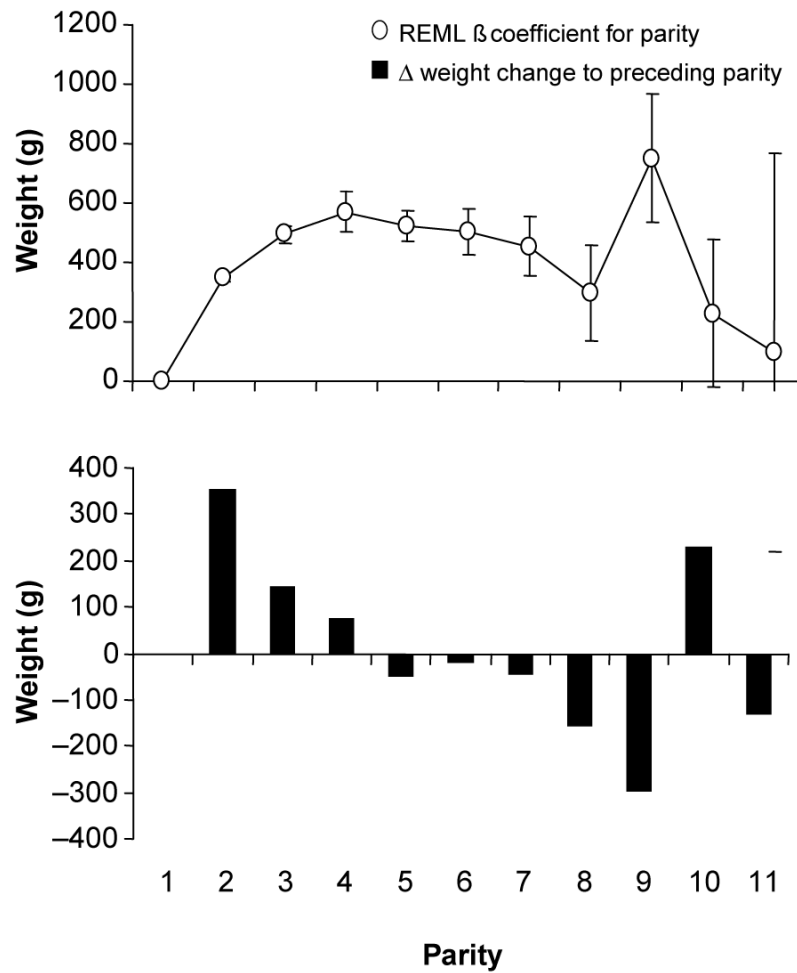 1200
1000
800
600
400
200
0
Weight (g)
REML ß coefficient for parity
Δ weight change to preceding parity
400
300
200
100
0
–100
–200
–300
–400
Weight (g)
1 2 3 4 5 6 7 8 9 10 11
Parity